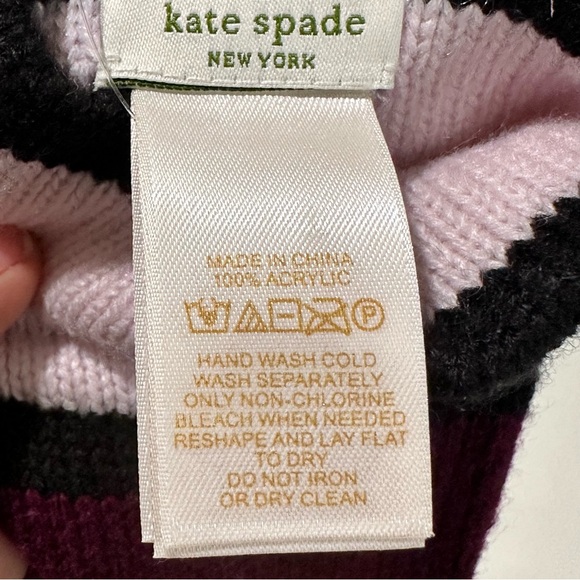 kate spade
NEW YORK
MADE IN CHINA
100% ACRYLIC
P
HAND WASH COLD
WASH SEPARATELY
ONLY NON-CHLORINE
BLEACH WHEN NEEDED
RESHAPE AND LAY FLAT
TO DRY
DO NOT IRON
OR DRY CLEAN